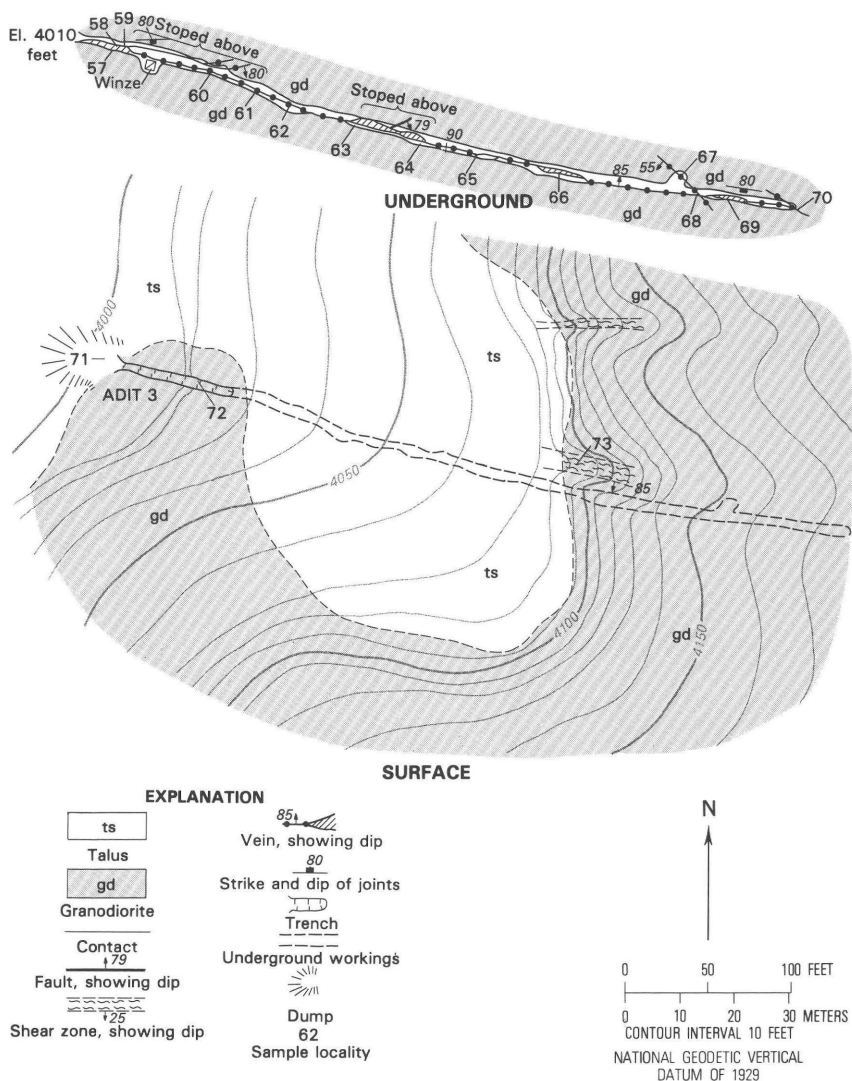 El. 4010
feet
58
59
80
Stoped above
57
Winze
80
60
gd
gd
61
62
Stoped above
79
63
90
64
65
66
85
55
67
gd
80
gd
68
69
70
UNDERGROUND
4000
ts
gd
71
ts
ADIT 3
72
73
85
4050
gd
ts
4100
gd
4150
SURFACE
EXPLANATION
ts
Talus
gd
Granodiorite
Contact
79
Fault, showing dip
25
Shear zone, showing dip
85
Vein, showing dip
80
Strike and dip of joints
Trench
Underground workings
Dump
62
Sample locality
N
0 50 100 FEET
0 10 20 30 METERS
CONTOUR INTERVAL 10 FEET
NATIONAL GEODETIC VERTICAL
DATUM OF 1929